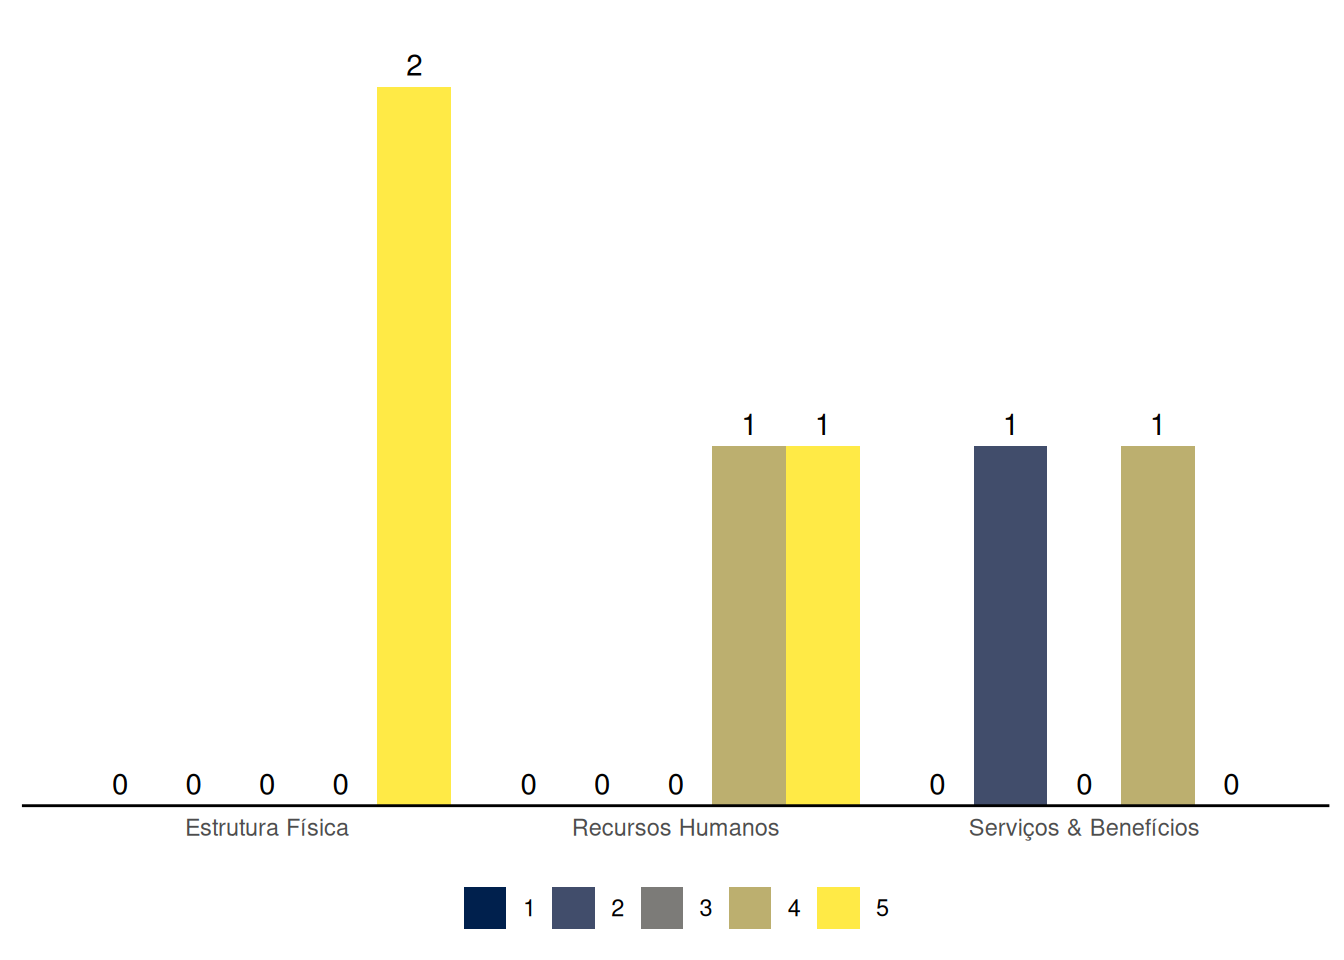 2
1 1 1 1
0 0 0 0 0 0 0 0 0 0
Estrutura Física Recursos Humanos Serviços & Benefícios
1 2 3 4 5